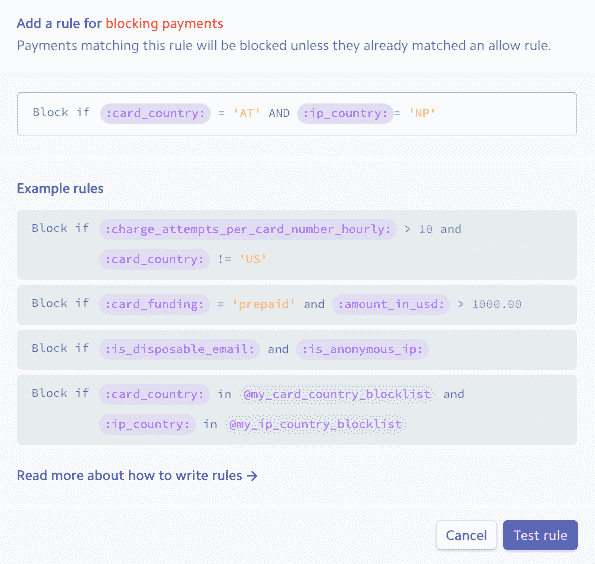 Add a rule for blocking payments
Payments matching this rule will be blocked unless they already matched an allow rule.
Block if :card_country: = 'AT' AND :ip_country:= 'NP'
Example rules
Block if :charge_attempts_per_card_number_hourly: > 10 and
:card_country: != 'US'
Block if :card_funding: = 'prepaid' and :amount_in_usd: > 1000.00
Block if :is_disposable_email: and :is_anonymous_ip:
Block if :card_country: in @my_card_country_blocklist and
:ip_country: in @my_ip_country_blocklist
Read more about how to write rules →
Cancel Test rule